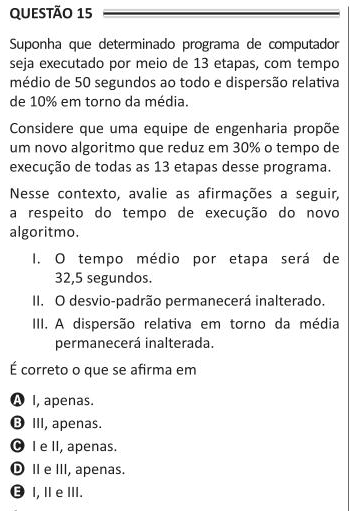 QUESTÃO 15
Suponha que determinado programa de computador
seja executado por meio de 13 etapas, com tempo
médio de 50 segundos ao todo e dispersão relativa
de 10% em torno da média.
Considere que uma equipe de engenharia propõe
um novo algoritmo que reduz em 30% o tempo de
execução de todas as 13 etapas desse programa.
Nesse contexto, avalie as afirmações a seguir,
a respeito do tempo de execução do novo
algoritmo.
I. O tempo médio por etapa será de
32,5 segundos.
II. O desvio-padrão permanecerá inalterado.
III. A dispersão relativa em torno da média
permanecerá inalterada.
É correto o que se afirma em
A I, apenas.
B III, apenas.
C I e II, apenas.
D II e III, apenas.
E I, II e III.